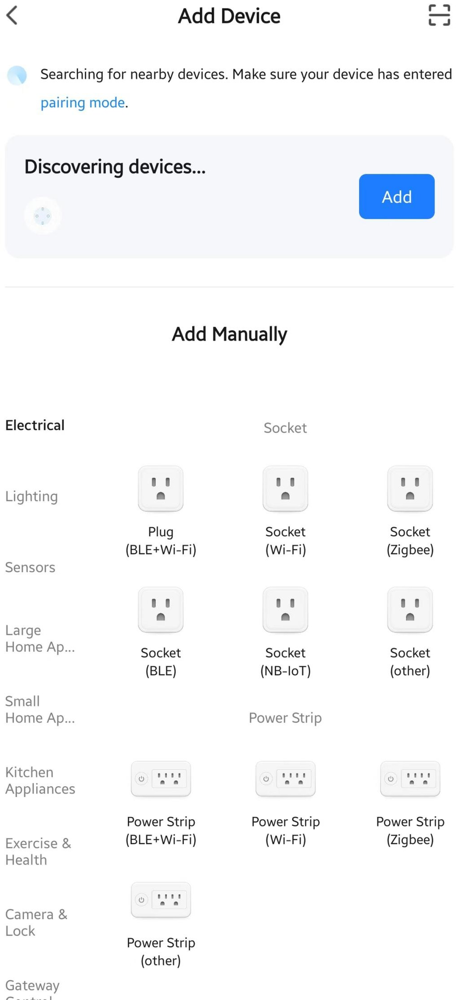 Add Device
Searching for nearby devices. Make sure your device has entered
pairing mode.
Discovering devices...
Add
Add Manually
Electrical
Lighting
Sensors
Large
Home Ap...
Small
Home Ap...
Kitchen
Appliances
Exercise &
Health
Camera &
Lock
Gateway
Socket
Plug
(BLE+Wi-Fi)
Socket
(Wi-Fi)
Socket
(Zigbee)
Socket
(BLE)
Socket
(NB-IoT)
Socket
(other)
Power Strip
Power Strip
(BLE+Wi-Fi)
Power Strip
(Wi-Fi)
Power Strip
(Zigbee)
Power Strip
(other)